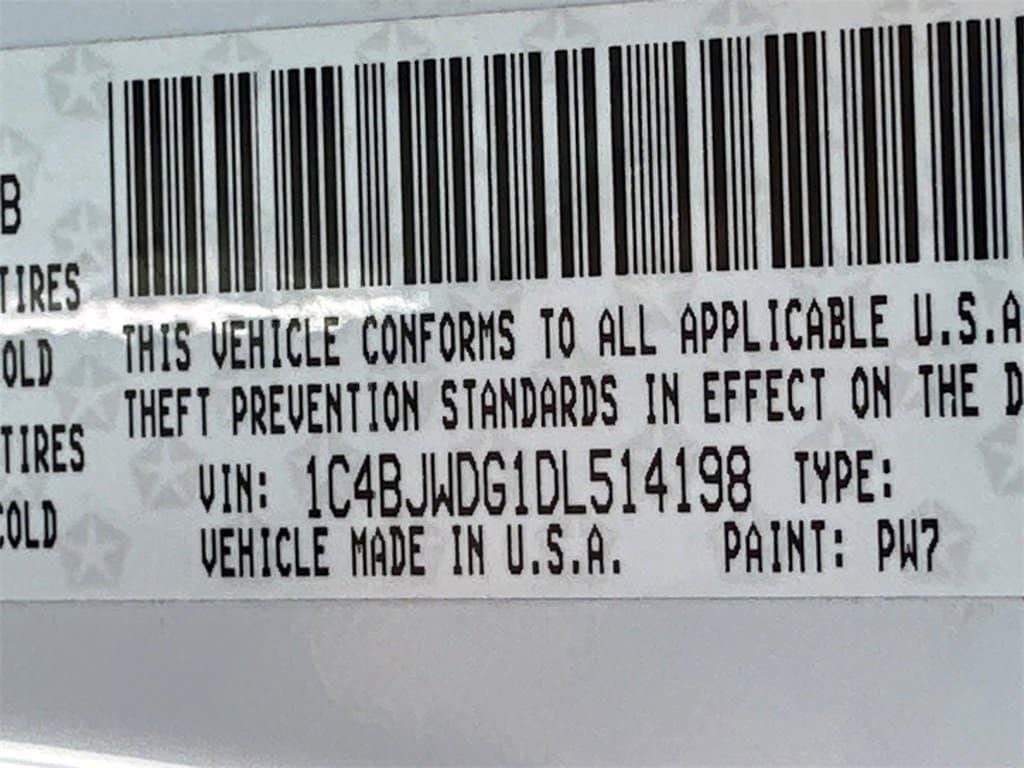 B
TIRES
COLD
TIRES
COLD
THIS VEHICLE CONFORMS TO ALL APPLICABLE U.S.A
THEFT PREVENTION STANDARDS IN EFFECT ON THE D
VIN: 1C4BJWDG1DL514198 TYPE:
VEHICLE MADE IN U.S.A. PAINT: PW7